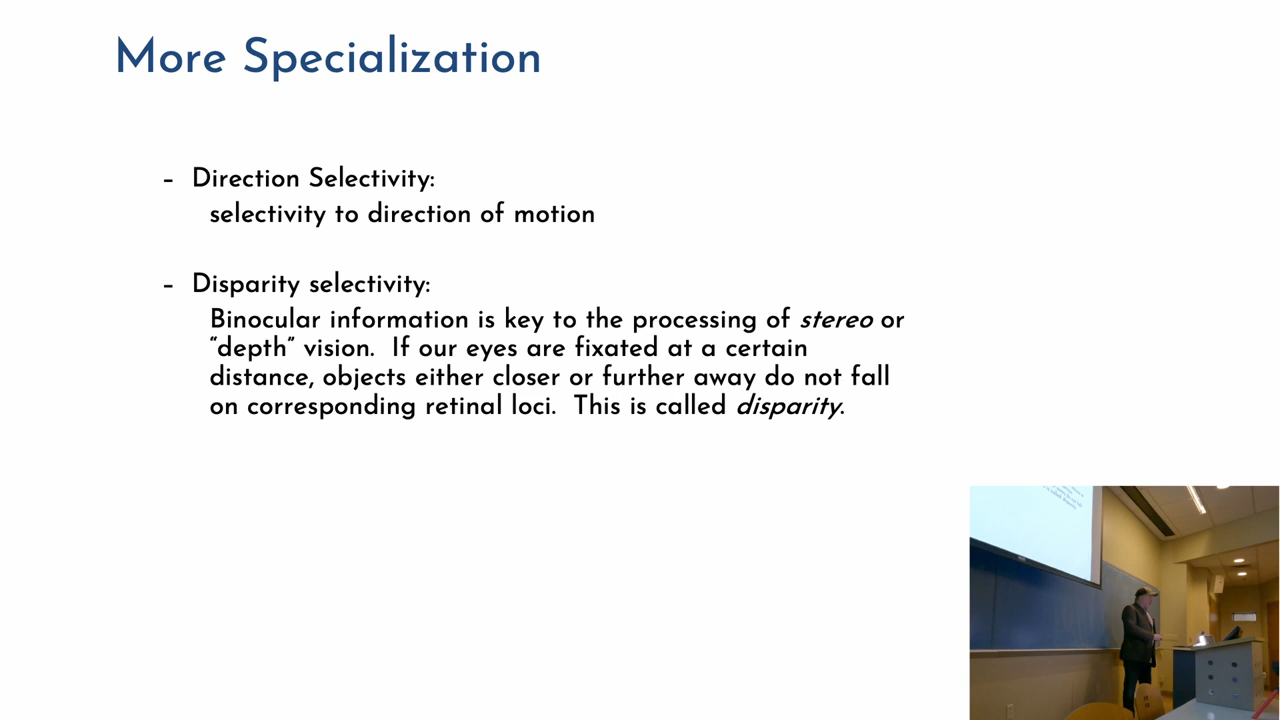 More Specialization
– Direction Selectivity:
selectivity to direction of motion
– Disparity selectivity:
Binocular information is key to the processing of stereo or
“depth” vision.  If our eyes are fixated at a certain
distance, objects either closer or further away do not fall
on corresponding retinal loci.  This is called disparity.